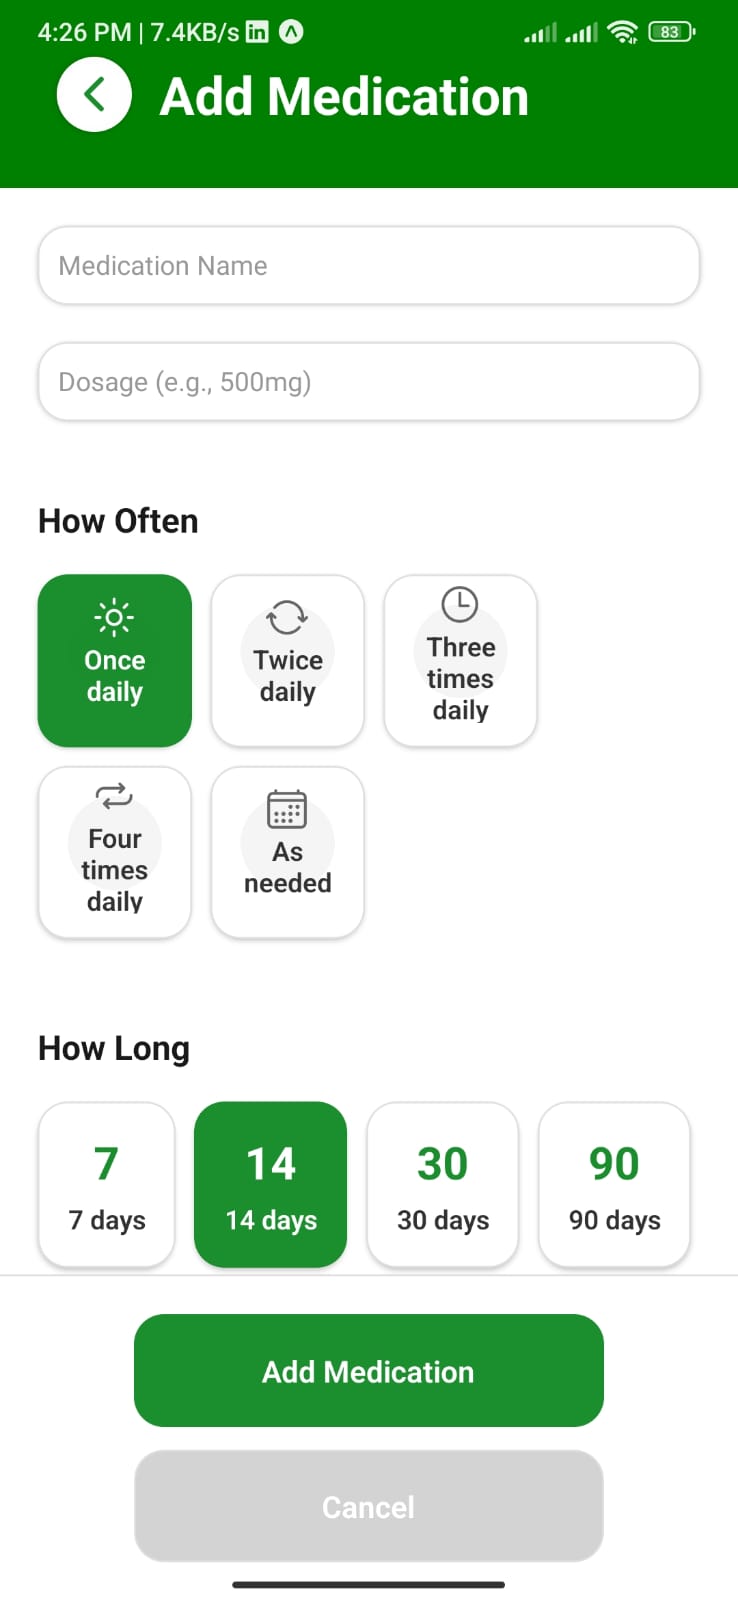 4:26 PM | 7.4KB/s in
83
Add Medication
Medication Name
Dosage (e.g., 500mg)
How Often
Once
daily
Twice
daily
Three
times
daily
Four
times
daily
As
needed
How Long
7
7 days
14
14 days
30
30 days
90
90 days
Add Medication
Cancel